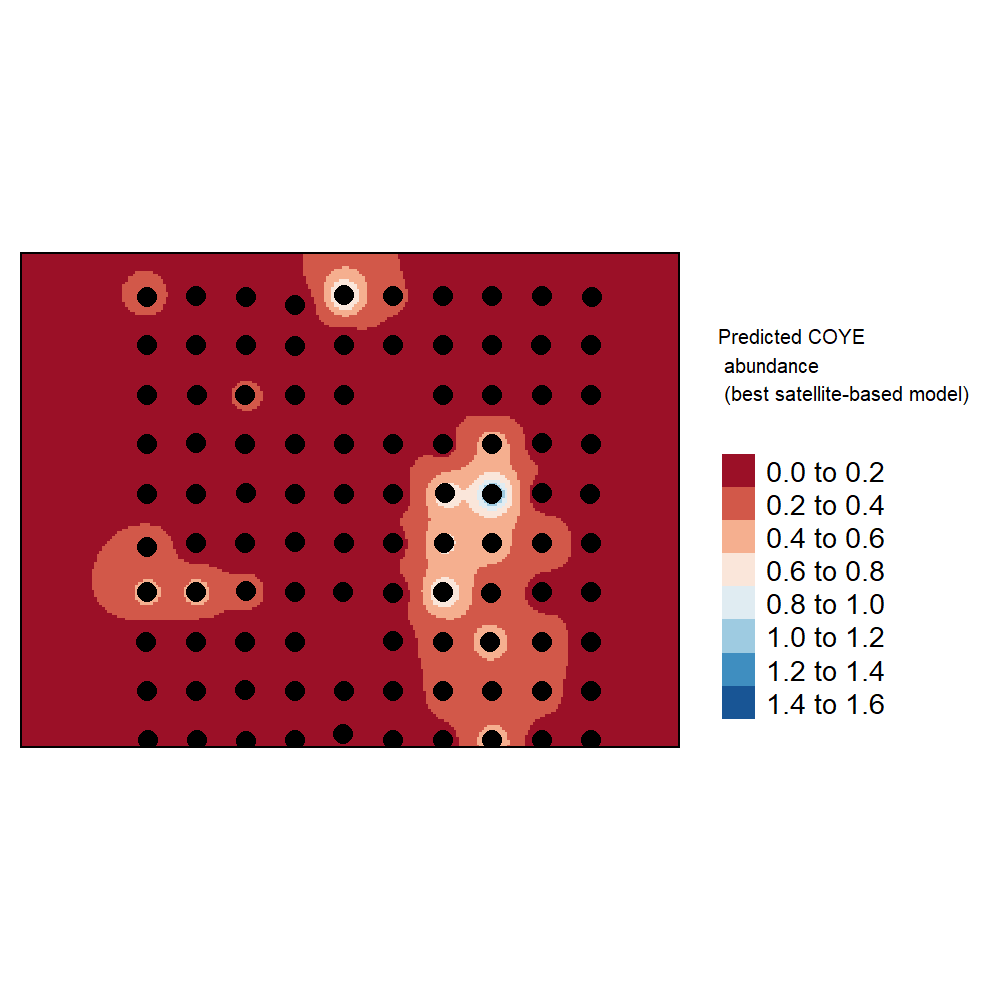 Predicted COYE
abundance
(best satellite-based model)
0.0 to 0.2
0.2 to 0.4
0.4 to 0.6
0.6 to 0.8
0.8 to 1.0
1.0 to 1.2
1.2 to 1.4
1.4 to 1.6